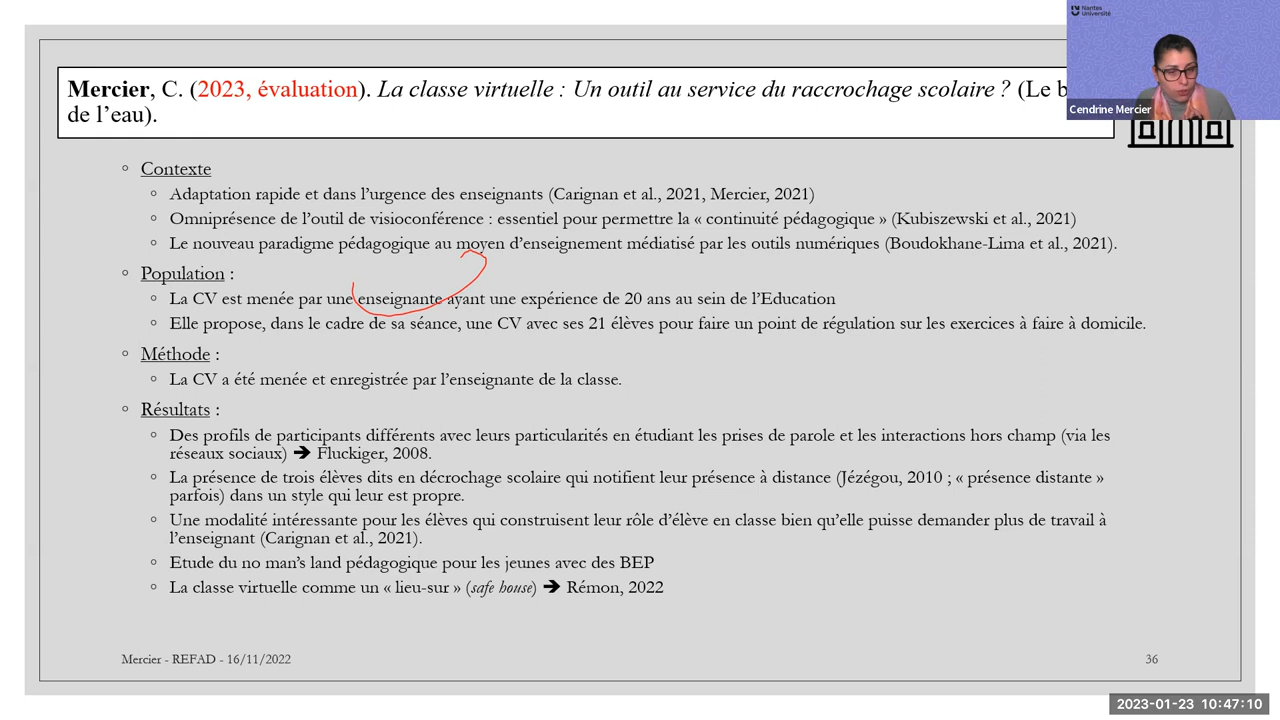 Nantes
Université
Cendrine Mercier
Mercier, C. (2023, évaluation). La classe virtuelle : Un outil au service du raccrochage scolaire ? (Le b
de l’eau).
◦ Contexte
◦ Adaptation rapide et dans l’urgence des enseignants (Carignan et al., 2021, Mercier, 2021)
◦ Omniprésence de l’outil de visioconférence : essentiel pour permettre la « continuité pédagogique » (Kubiszewski et al., 2021)
◦ Le nouveau paradigme pédagogique au moyen d’enseignement médiatisé par les outils numériques (Boudokhane-Lima et al., 2021).
◦ Population :
◦ La CV est menée par une enseignante ayant une expérience de 20 ans au sein de l’Education
◦ Elle propose, dans le cadre de sa séance, une CV avec ses 21 élèves pour faire un point de régulation sur les exercices à faire à domicile.
◦ Méthode :
◦ La CV a été menée et enregistrée par l’enseignante de la classe.
◦ Résultats :
◦ Des profils de participants différents avec leurs particularités en étudiant les prises de parole et les interactions hors champ (via les
réseaux sociaux) ➔ Fluckiger, 2008.
◦ La présence de trois élèves dits en décrochage scolaire qui notifient leur présence à distance (Jézégou, 2010 ; « présence distante »
parfois) dans un style qui leur est propre.
◦ Une modalité intéressante pour les élèves qui construisent leur rôle d’élève en classe bien qu’elle puisse demander plus de travail à
l’enseignant (Carignan et al., 2021).
◦ Etude du no man’s land pédagogique pour les jeunes avec des BEP
◦ La classe virtuelle comme un « lieu-sur » (safe house) ➔ Rémon, 2022
Mercier - REFAD - 16/11/2022
36
2023-01-23 10:47:10